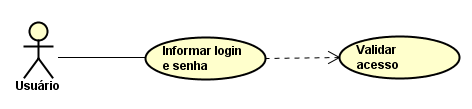 Usuário
Informar login
e senha
Validar
acesso